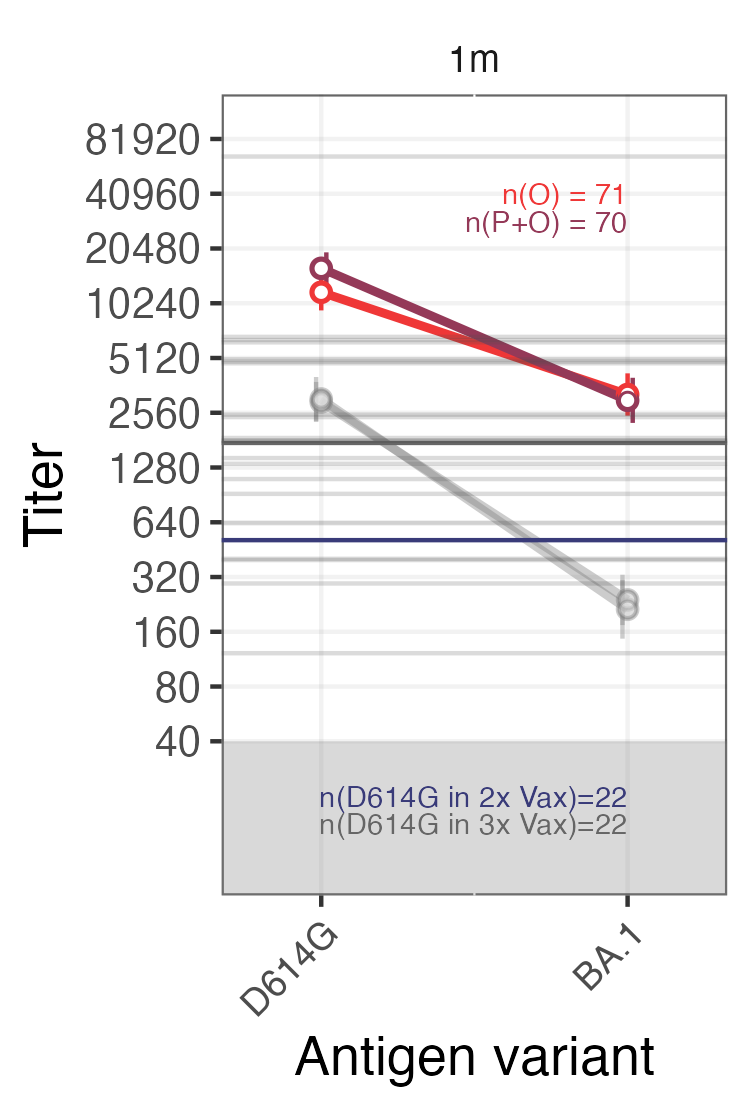 1m
81920
40960
20480
10240
5120
2560
1280
640
320
160
80
40
Titer
n(O) = 71
n(P+O) = 70
n(D614G in 2x Vax)=22
n(D614G in 3x Vax)=22
D614G
BA.1
Antigen variant